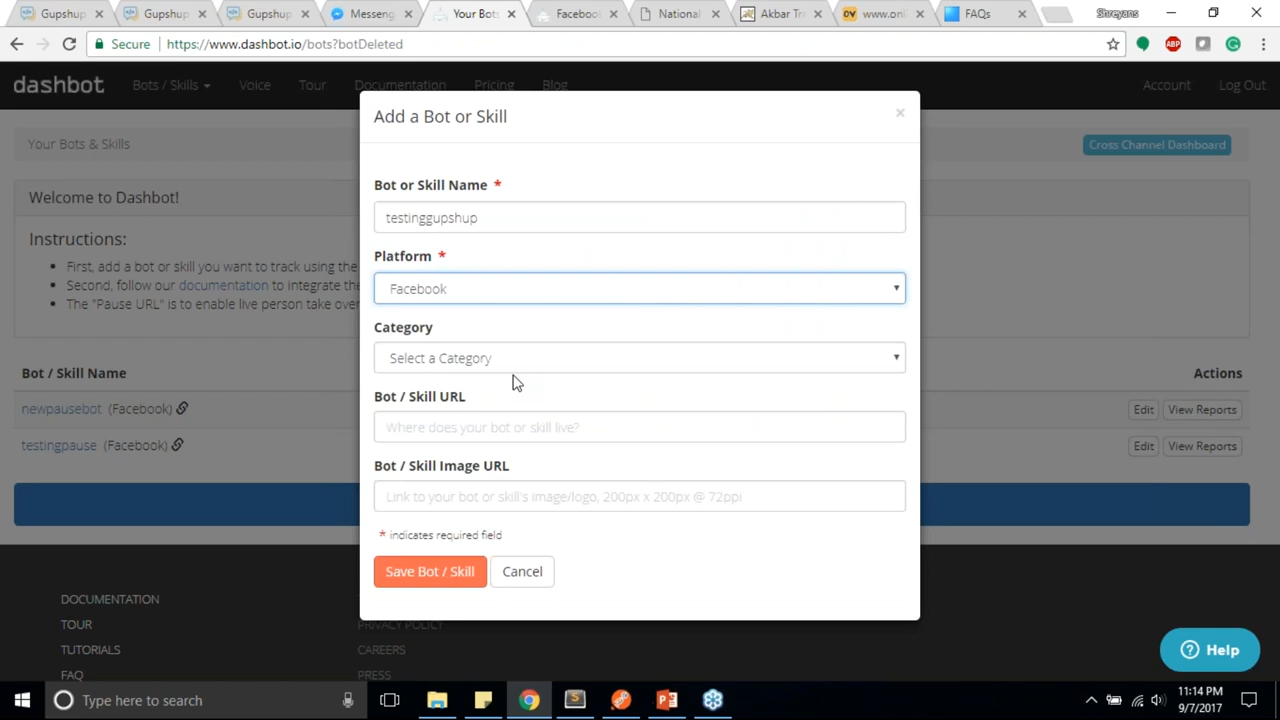 Gupshup
Gupshup
Gupshup
Messeng
Your Bots
Faceboo
National
Akbar Tr
www.onl
FAQs
Shreyans
Secure
https://www.dashbot.io/bots?botDeleted
ABP
dashbot
Bots / Skills
Voice
Tour
Documentation
Pricing
Blog
Account
Log Out
Your Bots & Skills
Cross Channel Dashboard
Welcome to Dashbot!
Instructions:
First, add a bot or skill you want to track using the
Second, follow our documentation to integrate the
The "Pause URL" is to enable live person take over
Bot / Skill Name
Actions
newpausebot (Facebook)
Edit
View Reports
testingpause (Facebook)
Edit
View Reports
Add a Bot or Skill
×
Bot or Skill Name *
testinggupshup
Platform *
Facebook
Category
Select a Category
Bot / Skill URL
Where does your bot or skill live?
Bot / Skill Image URL
Link to your bot or skill's image/logo, 200px x 200px @ 72ppi
* indicates required field
Save Bot / Skill
Cancel
DOCUMENTATION
TOUR
TUTORIALS
FAQ
PRIVACY POLICY
CAREERS
PRESS
? Help
Type here to search
11:14 PM
9/7/2017